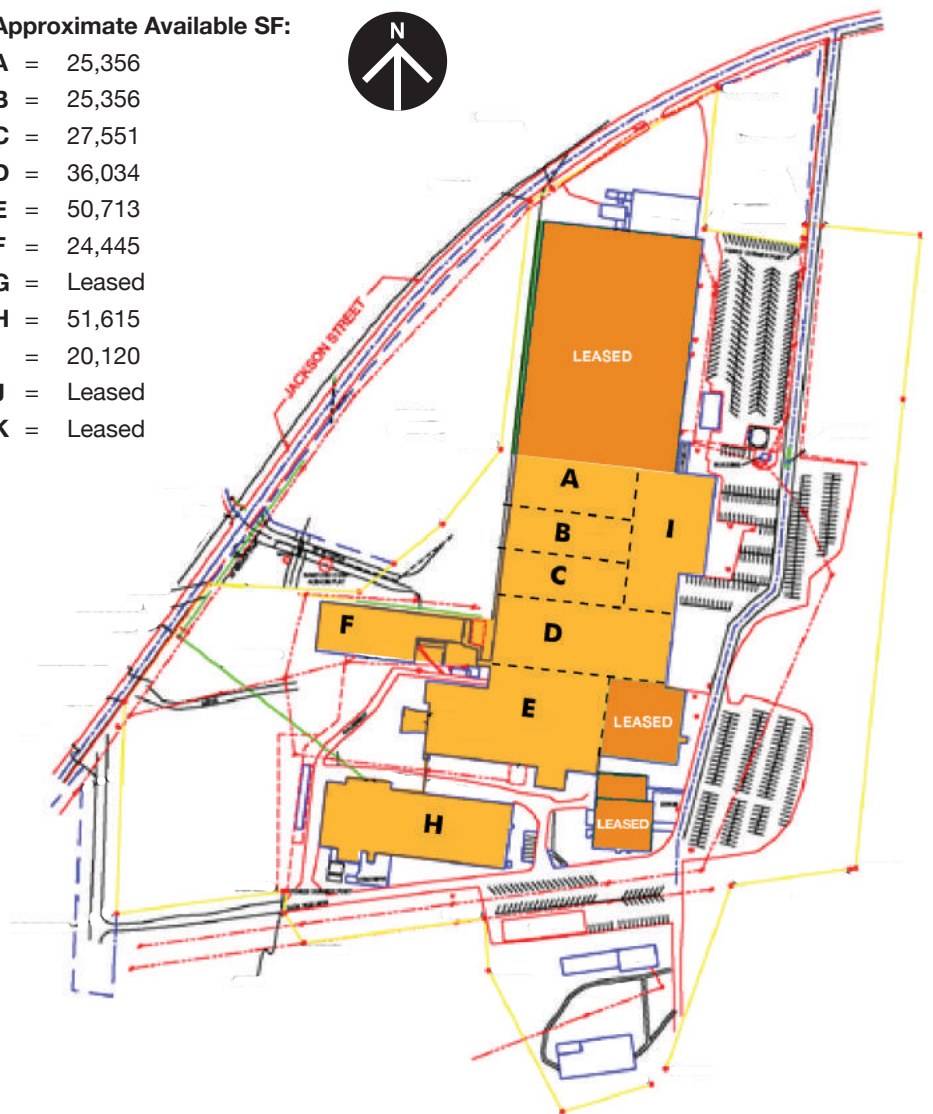 Approximate Available SF:
N
A = 25,356
B = 25,356
C = 27,551
D = 36,034
E = 50,713
F = 24,445
G = Leased
H = 51,615
= 20,120
J = Leased
K = Leased
JACKSON STREET
LEASED
A
B
I
C
F
D
E
LEASED
H
LEASED